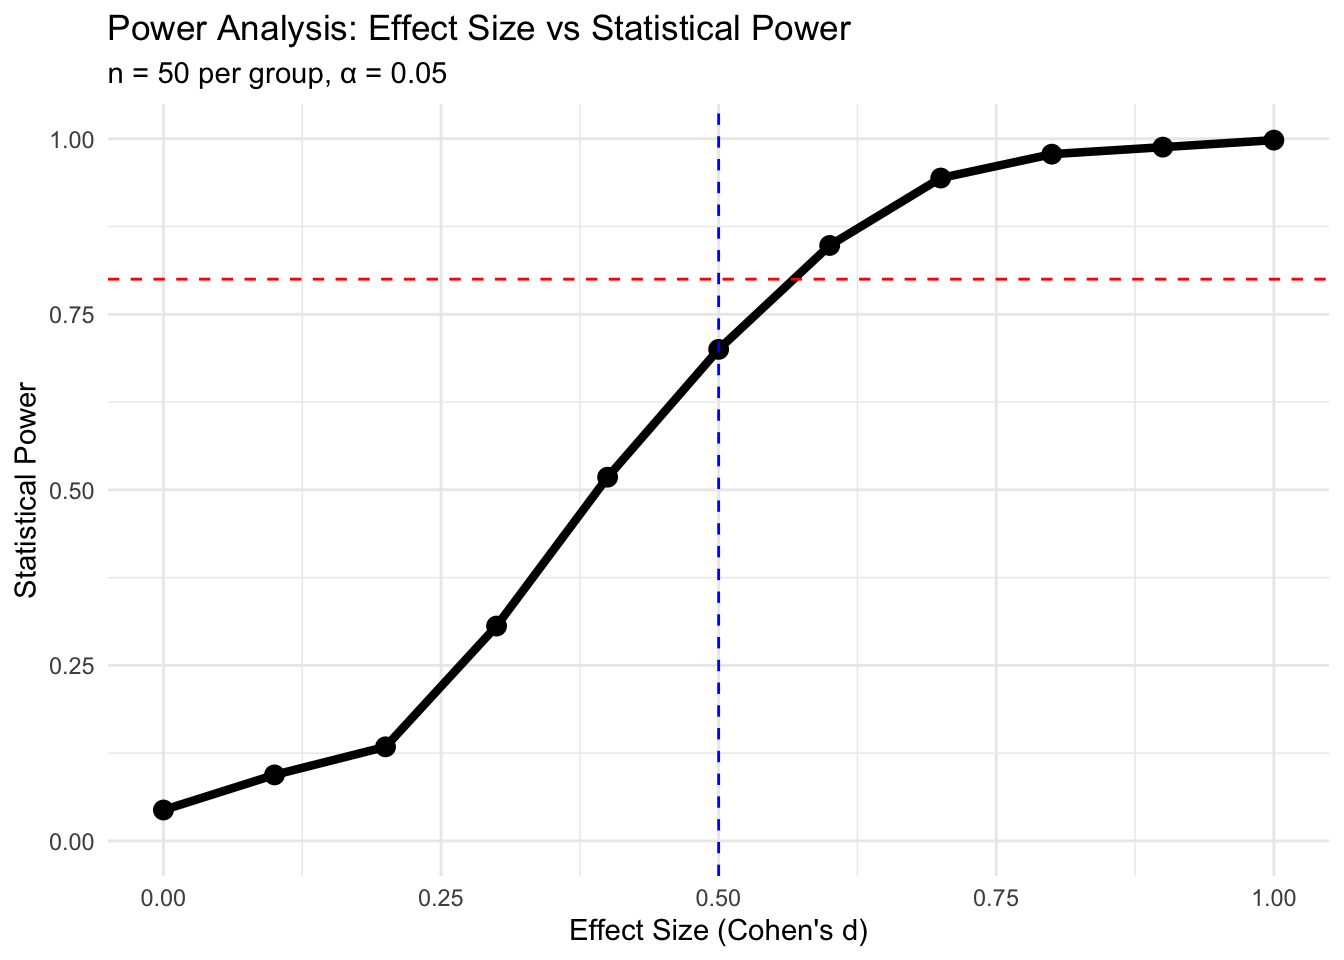 Power Analysis: Effect Size vs Statistical Power
n = 50 per group, α = 0.05
1.00
0.75
0.50
0.25
0.00
Statistical Power
0.00 0.25 0.50 0.75 1.00
Effect Size (Cohen's d)